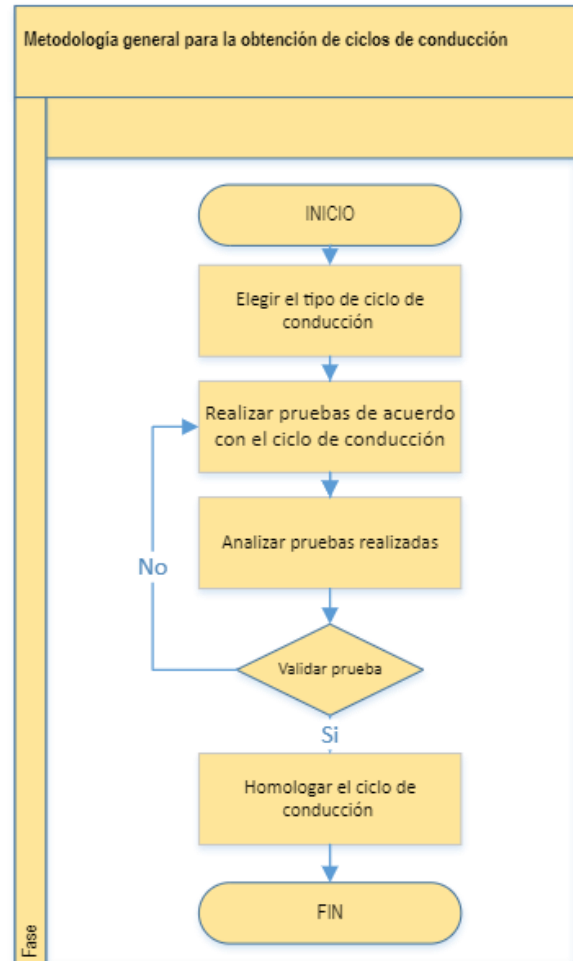 Metodología general para la obtención de ciclos de conducción
INICIO
Elegir el tipo de ciclo de
conducción
Realizar pruebas de acuerdo
con el ciclo de conducción
Analizar pruebas realizadas
No
Validar prueba
Si
Homologar el ciclo de
conducción
FIN
Fase